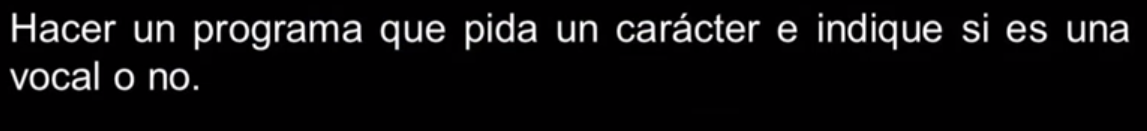 Hacer un programa que pida un carácter e indique si es una
vocal o no.